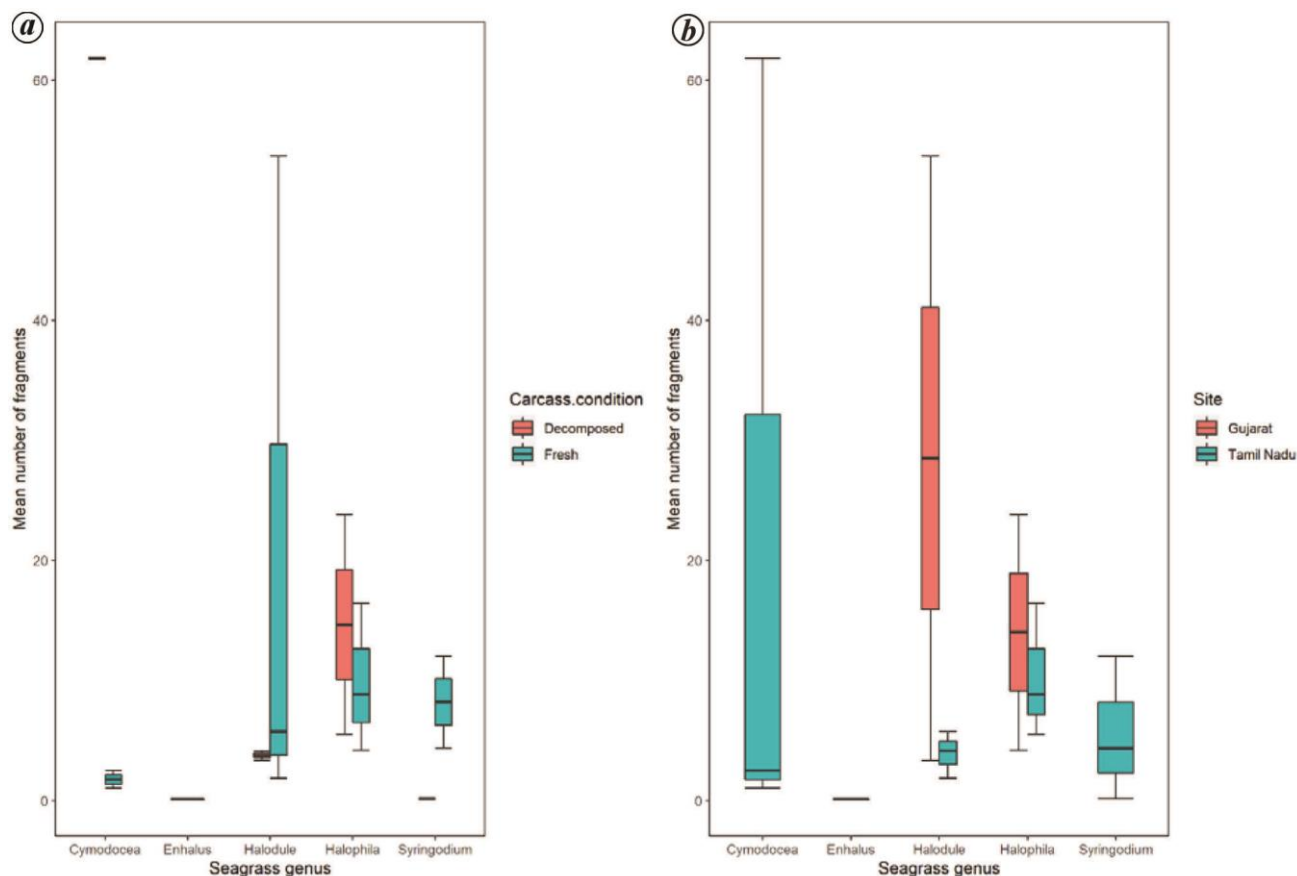 a
Mean number of fragments
60
40
20
0
Cymodocea Enhalus Halodule Halophila Syringodium
Seagrass genus
Carcass.condition
Decomposed
Fresh
b
Mean number of fragments
60
40
20
0
Cymodocea Enhalus Halodule Halophila Syringodium
Seagrass genus
Site
Gujarat
Tamil Nadu